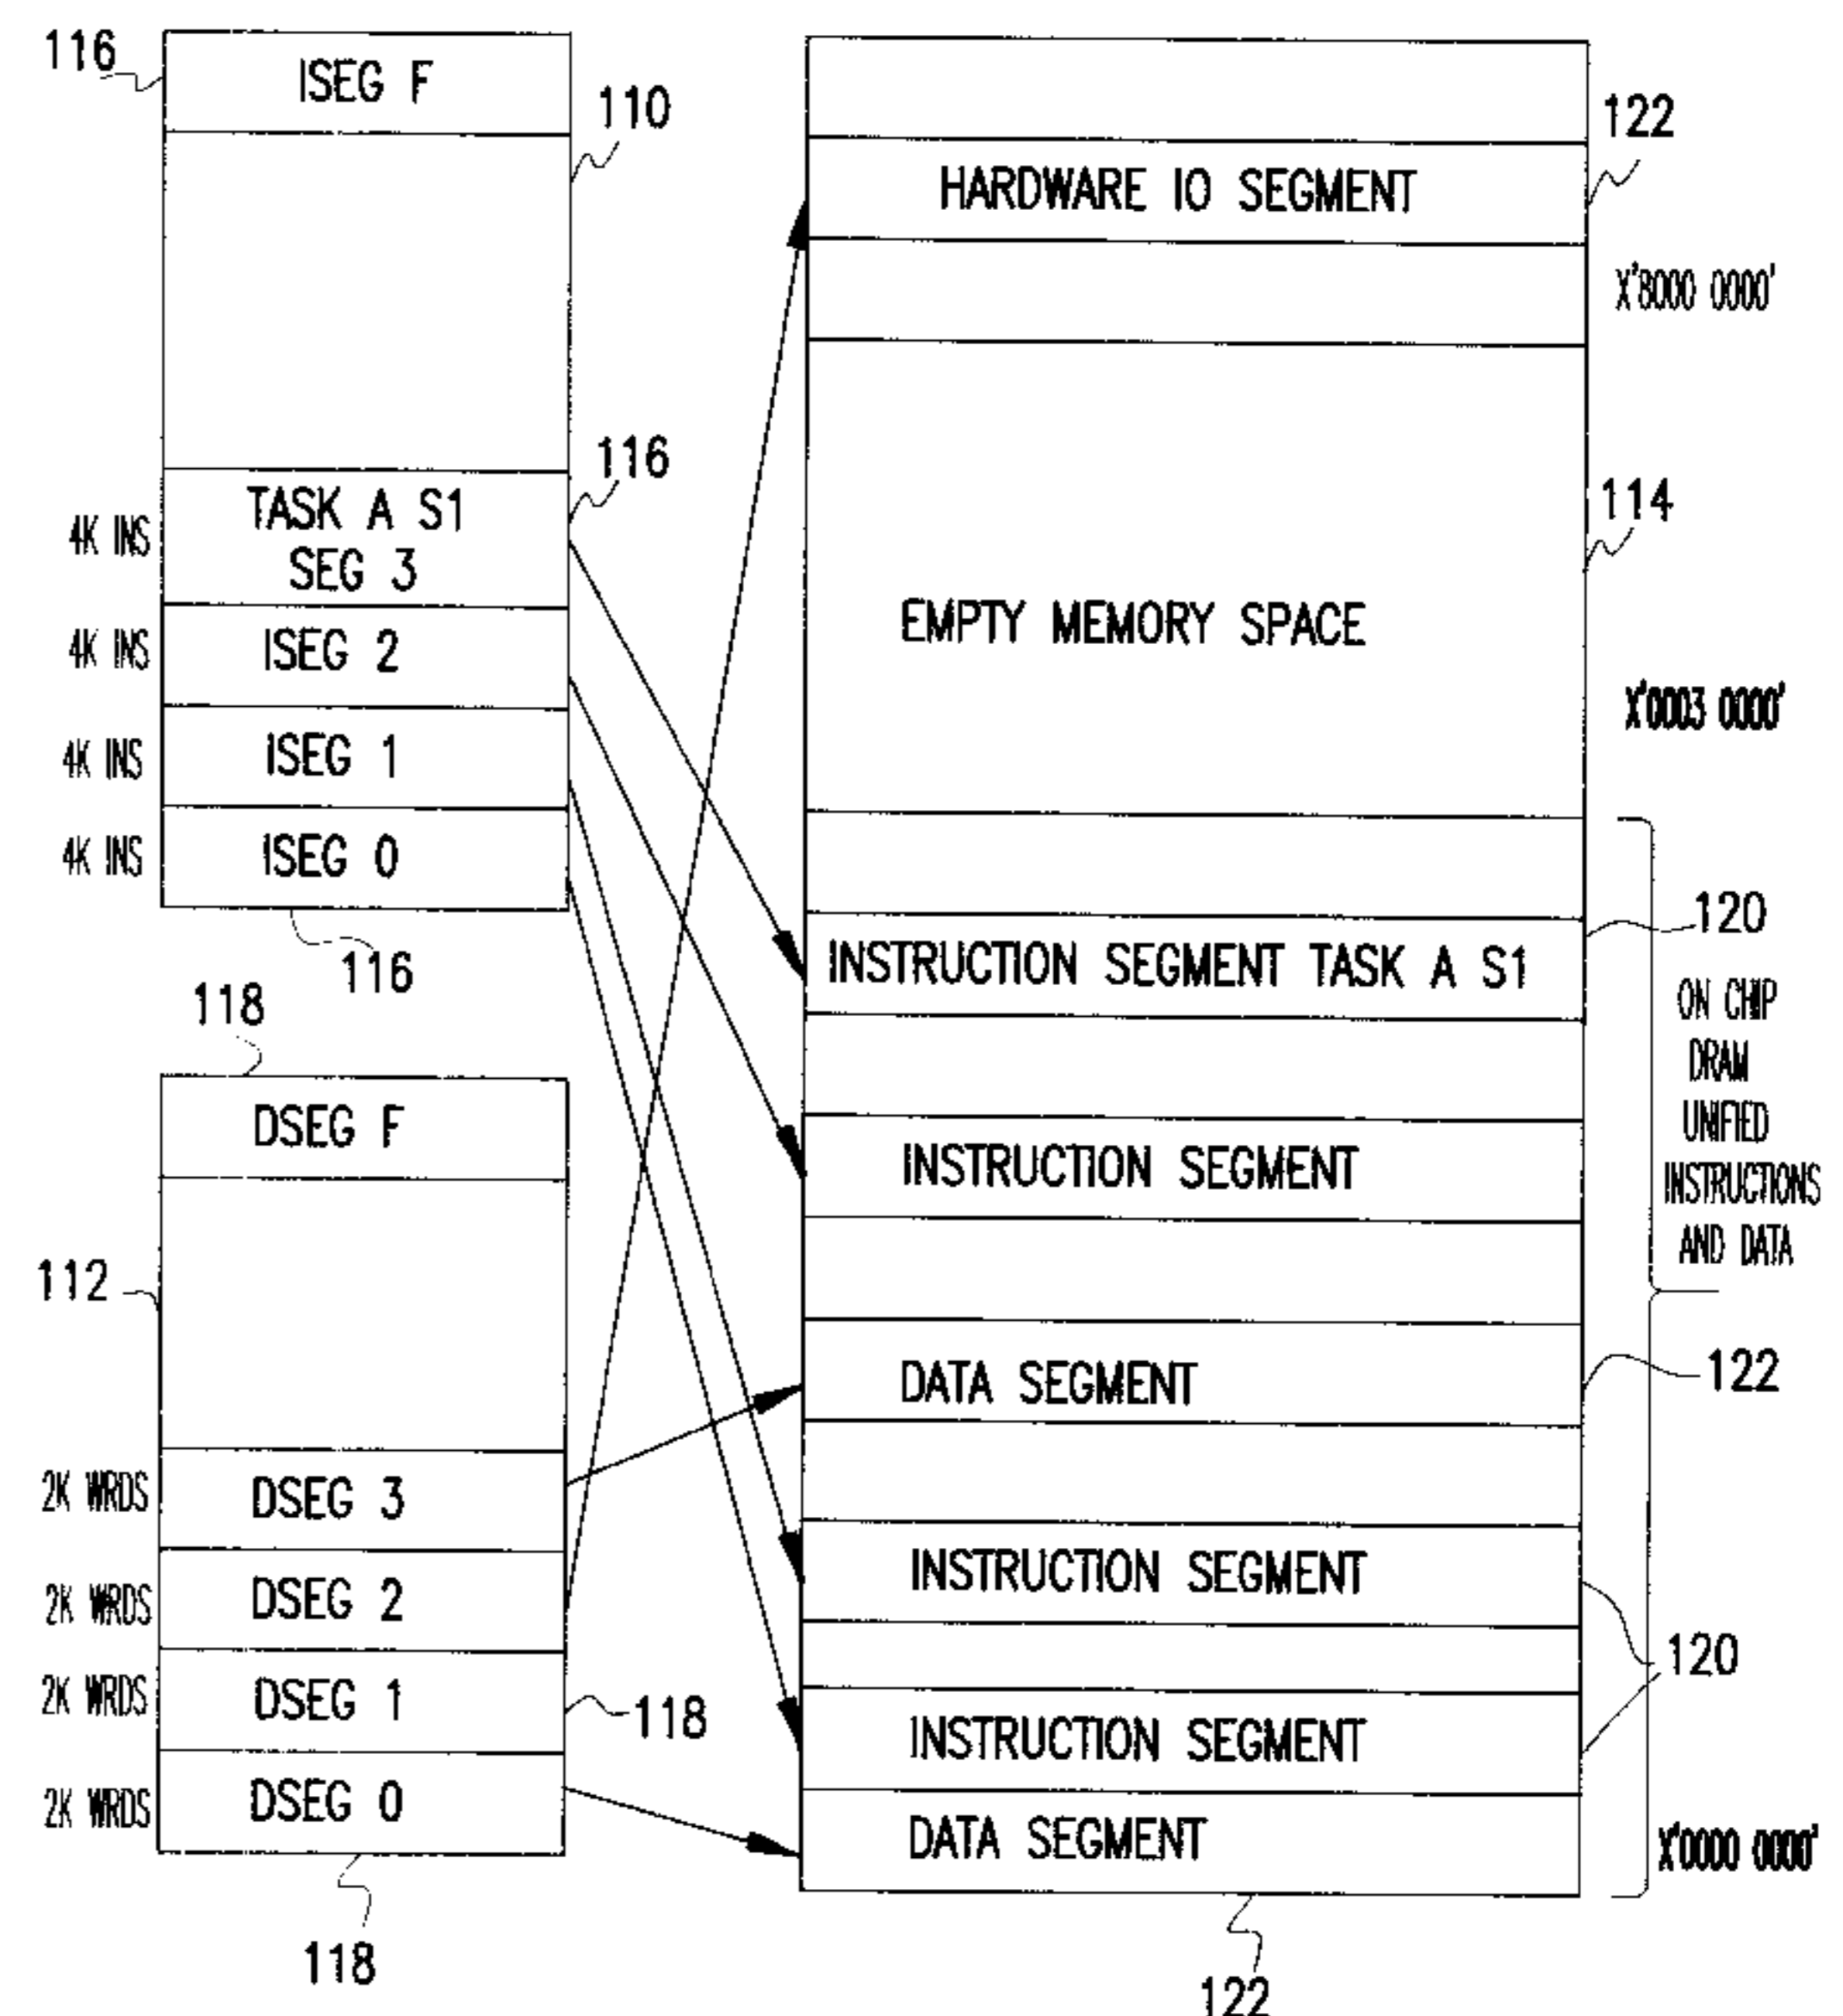 116
ISEG F
110
TASK A S1
SEG 3
116
4K INS
ISEG 2
4K INS
ISEG 1
4K INS
ISEG 0
4K INS
116
118
DSEG F
112
DSEG 3
2K WRDS
DSEG 2
2K WRDS
DSEG 1
2K WRDS
118
DSEG 0
2K WRDS
118
122
HARDWARE IO SEGMENT
X'8000 0000'
114
EMPTY MEMORY SPACE
X'0003 0000'
120
INSTRUCTION SEGMENT TASK A S1
ON CHIP
DRAM
UNIFIED
INSTRUCTIONS
AND DATA
INSTRUCTION SEGMENT
DATA SEGMENT
122
INSTRUCTION SEGMENT
120
INSTRUCTION SEGMENT
DATA SEGMENT
X'0000 0000'
122